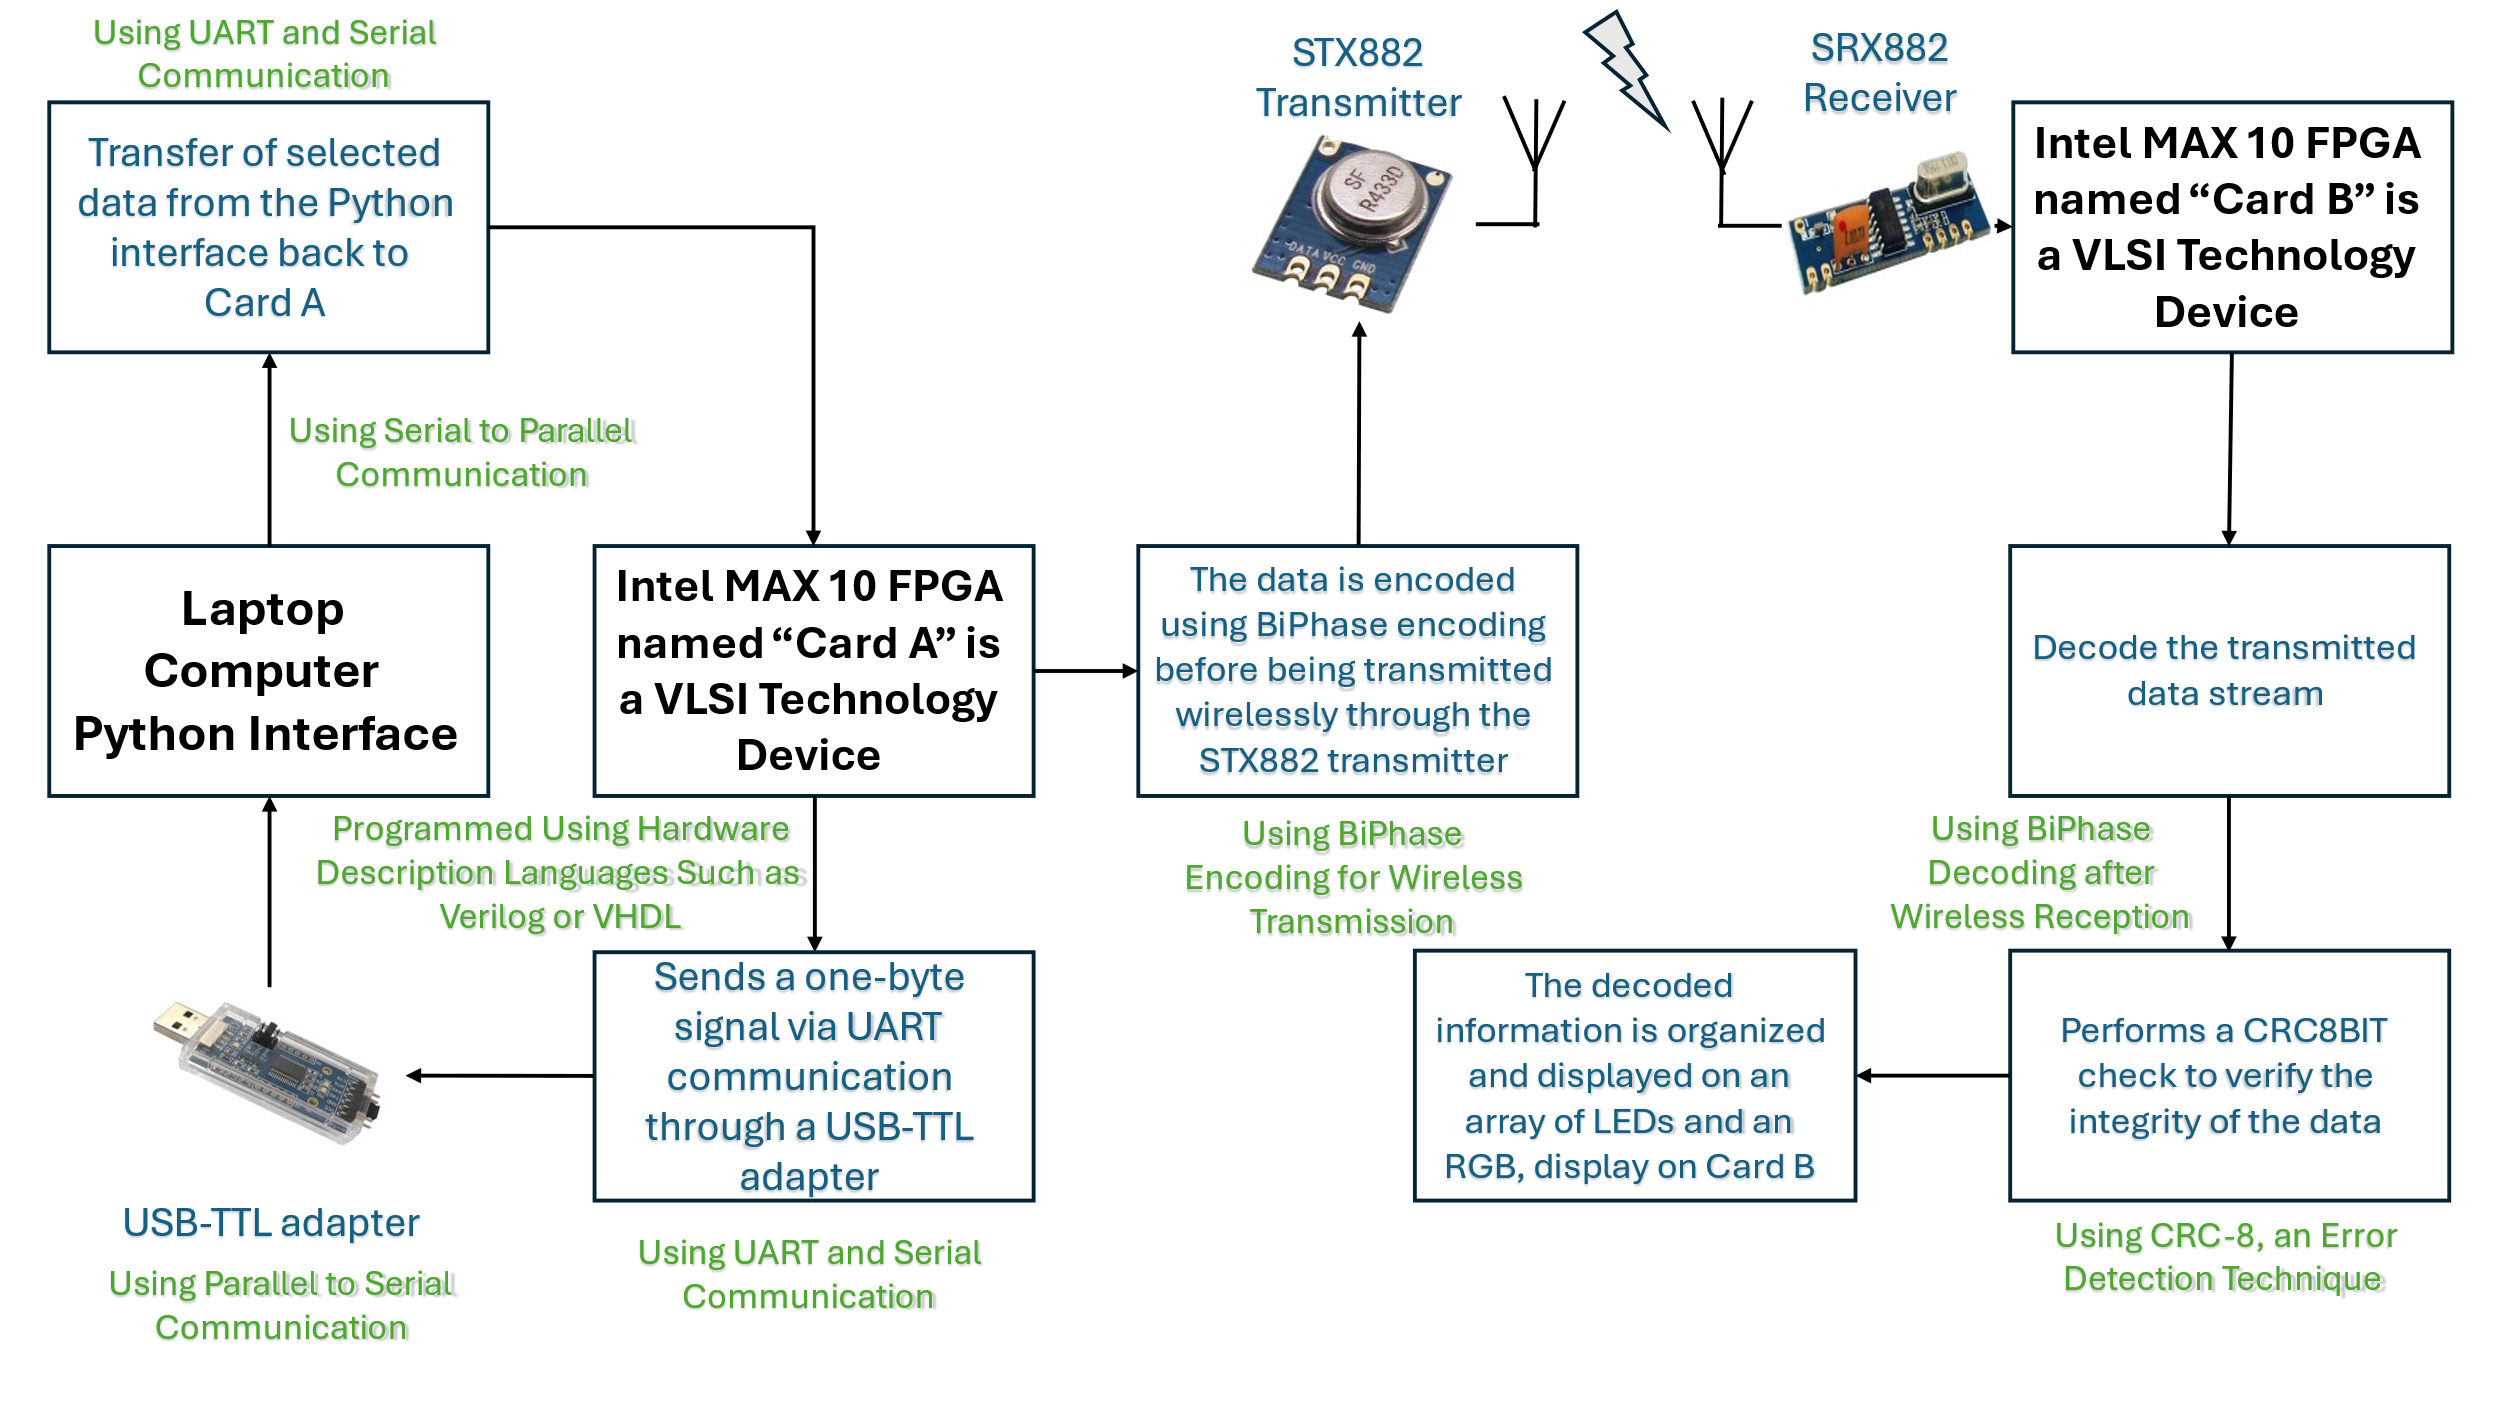 Using UART and Serial
Communication
Transfer of selected
data from the Python
interface back to
Card A
Using Serial to Parallel
Communication
Laptop
Computer
Python Interface
USB-TTL adapter
Using Parallel to Serial
Communication
Intel MAX 10 FPGA
named “Card A” is
a VLSI Technology
Device
Programmed Using Hardware
Description Languages Such as
Verilog or VHDL
Sends a one-byte
signal via UART
communication
through a USB-TTL
adapter
Using UART and Serial
Communication
STX882
Transmitter
SF
R433D
DATA VCC GND
The data is encoded
using BiPhase encoding
before being transmitted
wirelessly through the
STX882 transmitter
Using BiPhase
Encoding for Wireless
Transmission
SRX882
Receiver
Intel MAX 10 FPGA
named “Card B” is
a VLSI Technology
Device
Decode the transmitted
data stream
Using BiPhase
Decoding after
Wireless Reception
Performs a CRC8BIT
check to verify the
integrity of the data
Using CRC-8, an Error
Detection Technique
The decoded
information is organized
and displayed on an
array of LEDs and an
RGB, display on Card B